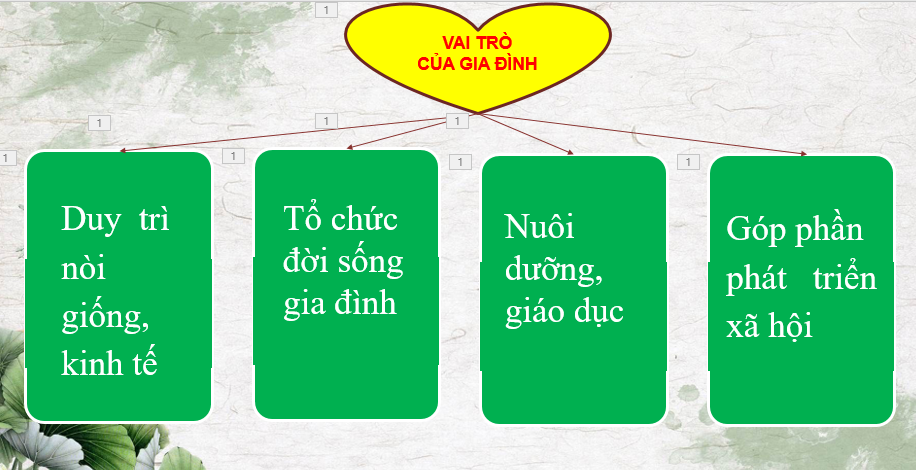 1
VAI TRÒ
CỦA GIA ĐÌNH
1
1
1
1
1
1
1
Duy trì
nòi
giống,
kinh tế
Tổ chức
đời sống
gia đình
Nuôi
dưỡng,
giáo dục
Góp phần
phát triển
xã hội